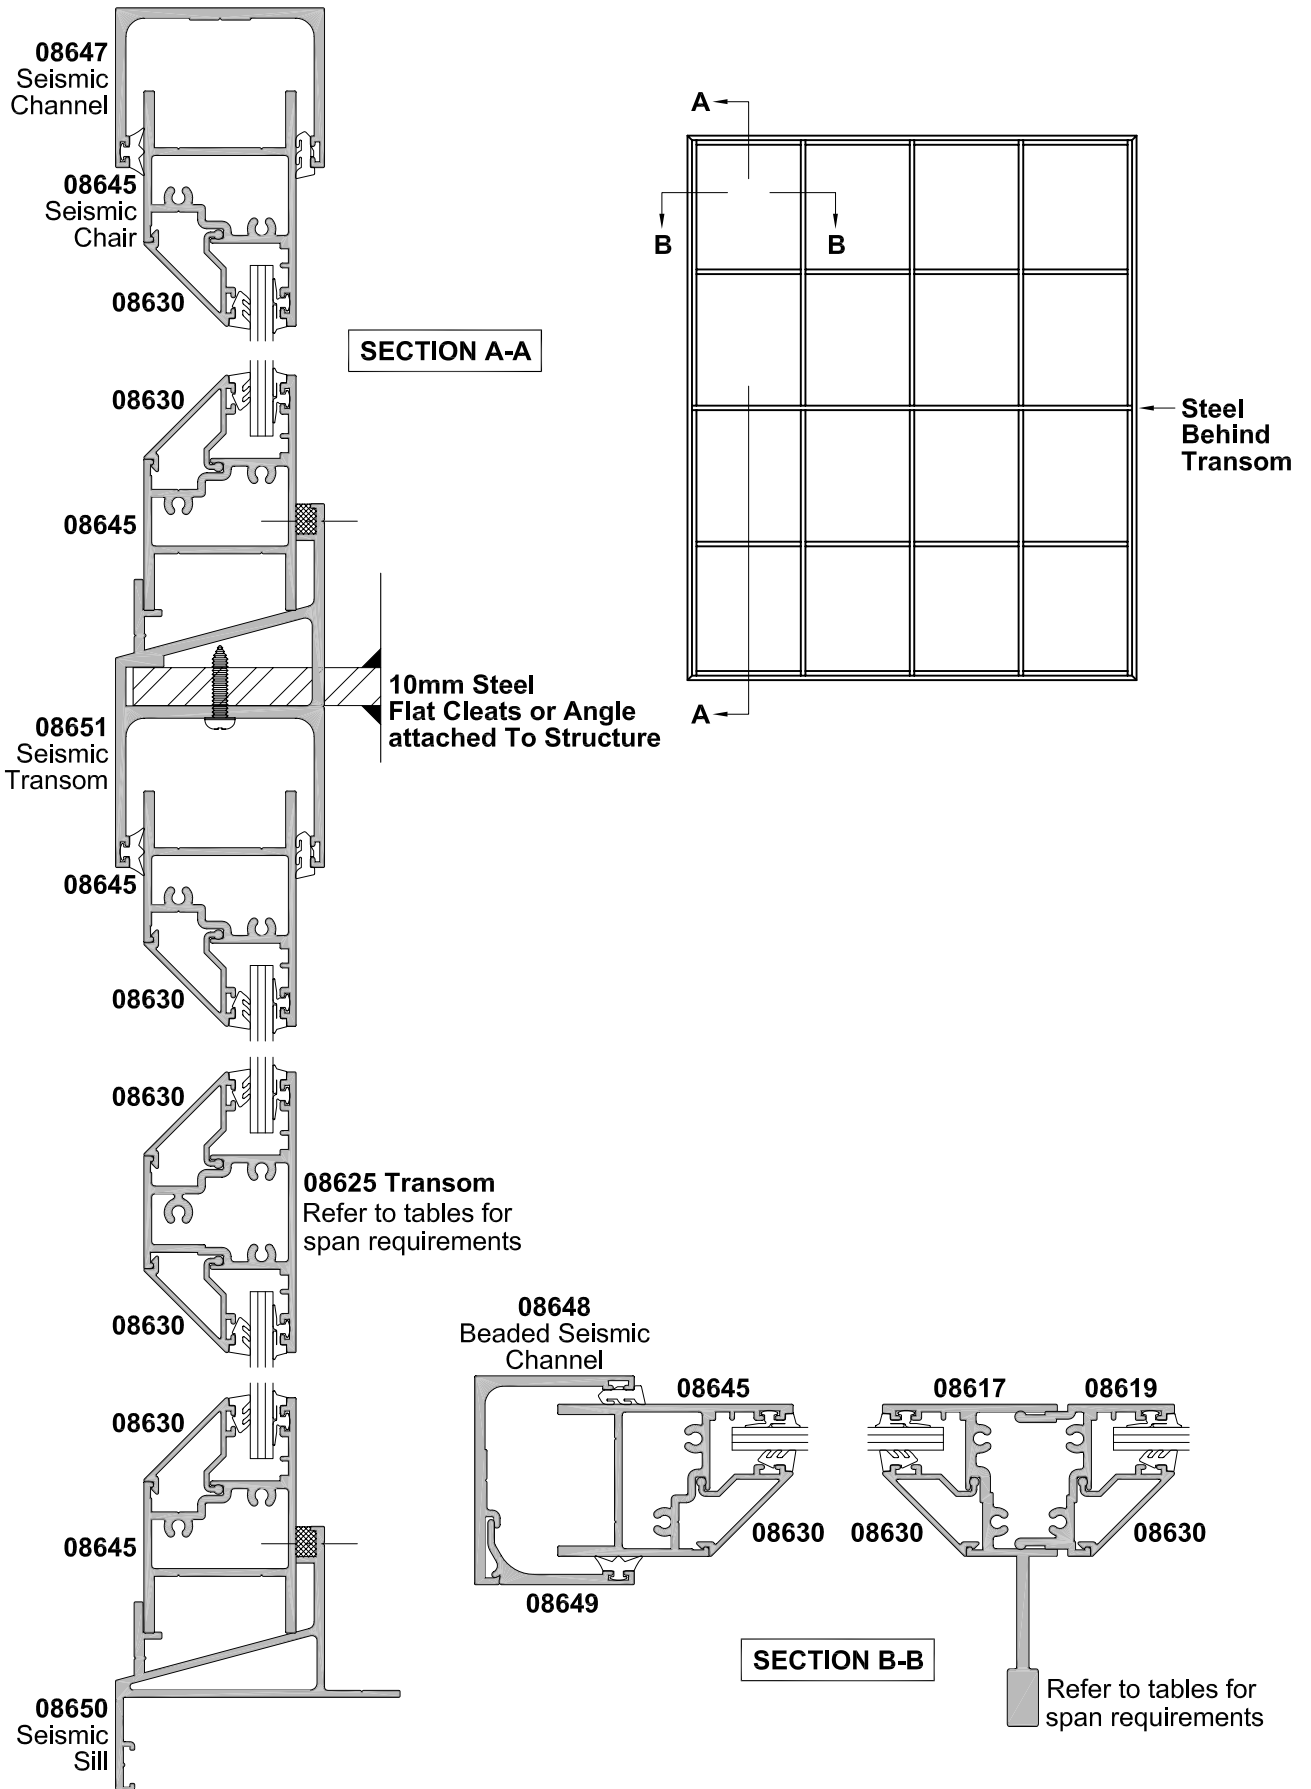 08647
Seismic
Channel
08645
Seismic
Chair
08630
SECTION A-A
08630
08645
10mm Steel
Flat Cleats or Angle
attached To Structure
08651
Seismic
Transom
08645
08630
08630
08625 Transom
Refer to tables for
span requirements
08630
08630
08645
08650
Seismic
Sill
A
B
B
Steel
Behind
Transom
A
08648
Beaded Seismic
Channel
08645
08617
08619
08630
08630
08630
08649
SECTION B-B
Refer to tables for
span requirements